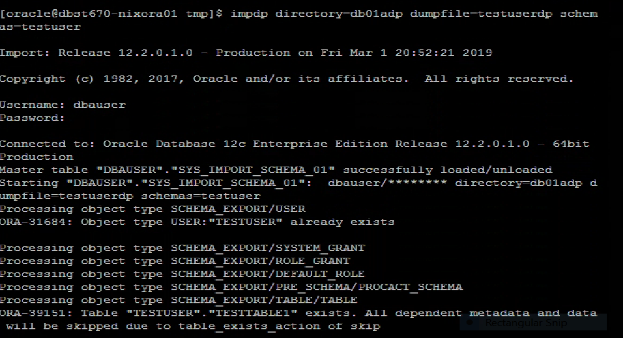 [oracle@dbst670-nixora01 tmp]$ impdp directory=db01adp dumpfile=testuserdp schem
as=testuser
Import: Release 12.2.0.1.0 - Production on Fri Mar 1 20:52:21 2019
Copyright (c) 1982, 2017, Oracle and/or its affiliates.  All rights reserved.
Username: dbauser
Password:
Connected to: Oracle Database 12c Enterprise Edition Release 12.2.0.1.0 - 64bit
Production
Master table "DBAUSER"."SYS_IMPORT_SCHEMA_01" successfully loaded/unloaded
Starting "DBAUSER"."SYS_IMPORT_SCHEMA_01":  dbauser/******** directory=db01adp d
umpfile=testuserdp schemas=testuser
Processing object type SCHEMA_EXPORT/USER
ORA-31684: Object type USER:"TESTUSER" already exists
Processing object type SCHEMA_EXPORT/SYSTEM_GRANT
Processing object type SCHEMA_EXPORT/ROLE_GRANT
Processing object type SCHEMA_EXPORT/DEFAULT_ROLE
Processing object type SCHEMA_EXPORT/PRE_SCHEMA/PROCACT_SCHEMA
Processing object type SCHEMA_EXPORT/TABLE/TABLE
ORA-39151: Table "TESTUSER"."TESTTABLE1" exists. All dependent metadata and data
 will be skipped due to table_exists_action of skip
Rectangular Snip